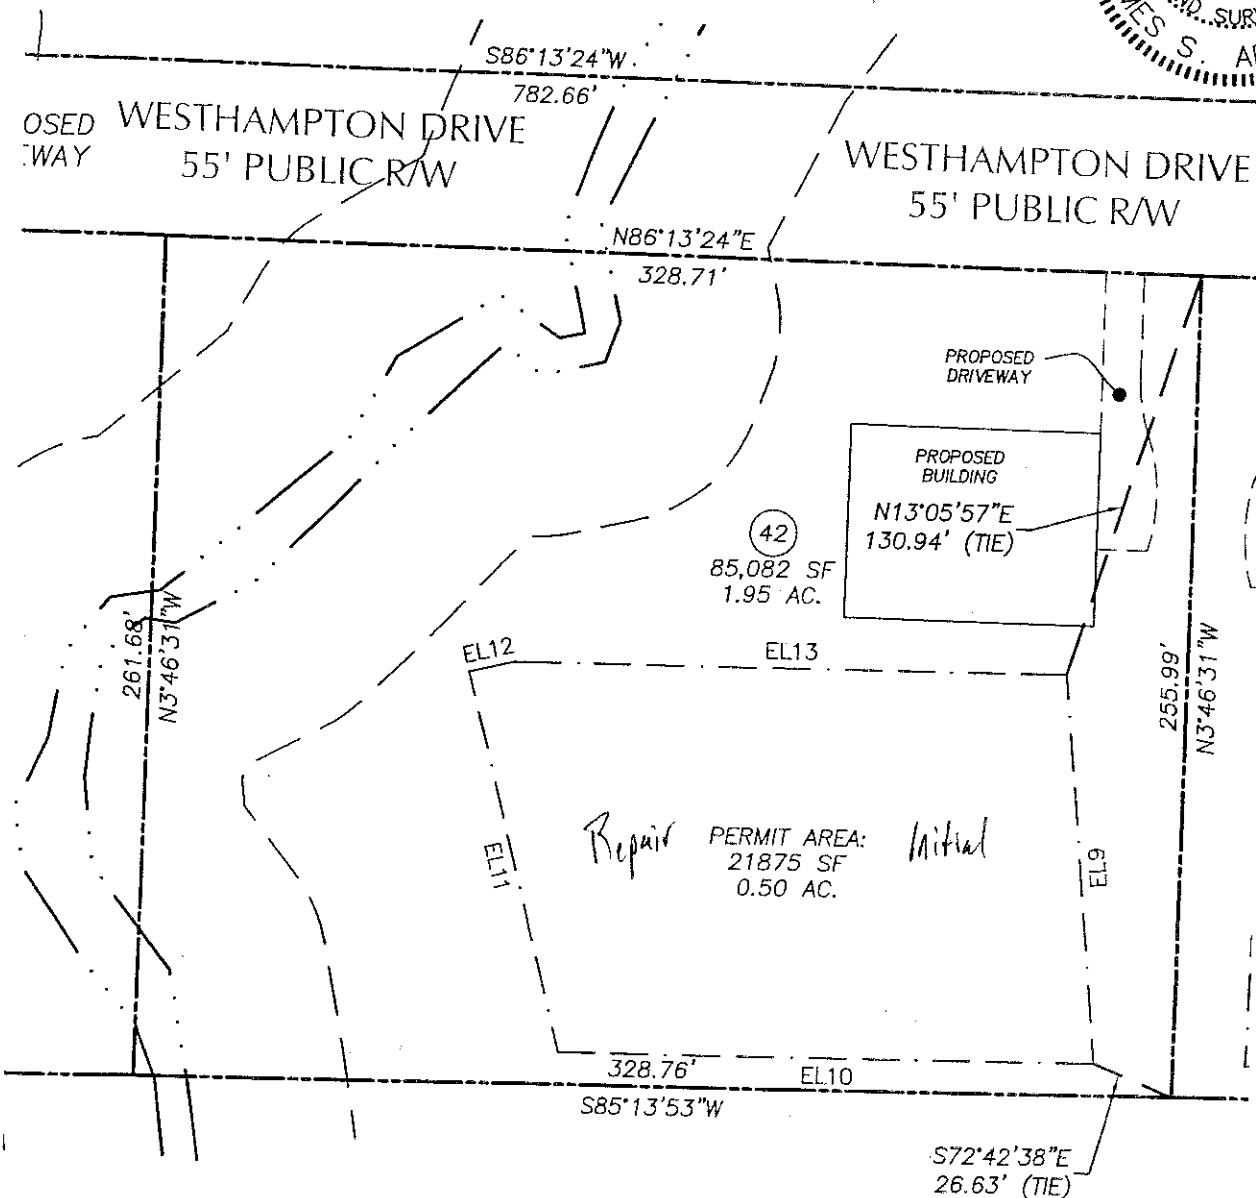 SURV
MES S. AR
S86°13'24"W
782.66'
OSED
WAY
WESTHAMPTON DRIVE
55' PUBLIC R/W
WESTHAMPTON DRIVE
55' PUBLIC R/W
N86°13'24"E
328.71'
PROPOSED
DRIVEWAY
PROPOSED
BUILDING
N13°05'57"E
130.94' (TIE)
42
85,082 SF
1.95 AC.
261.68'
N3°46'31"W
EL12
EL13
255.99'
N3°46'31"W
EL11
Repair
PERMIT AREA:
21875 SF
0.50 AC.
Initial
EL9
328.76'
EL10
S85°13'53"W
S72°42'38"E
26.63' (TIE)